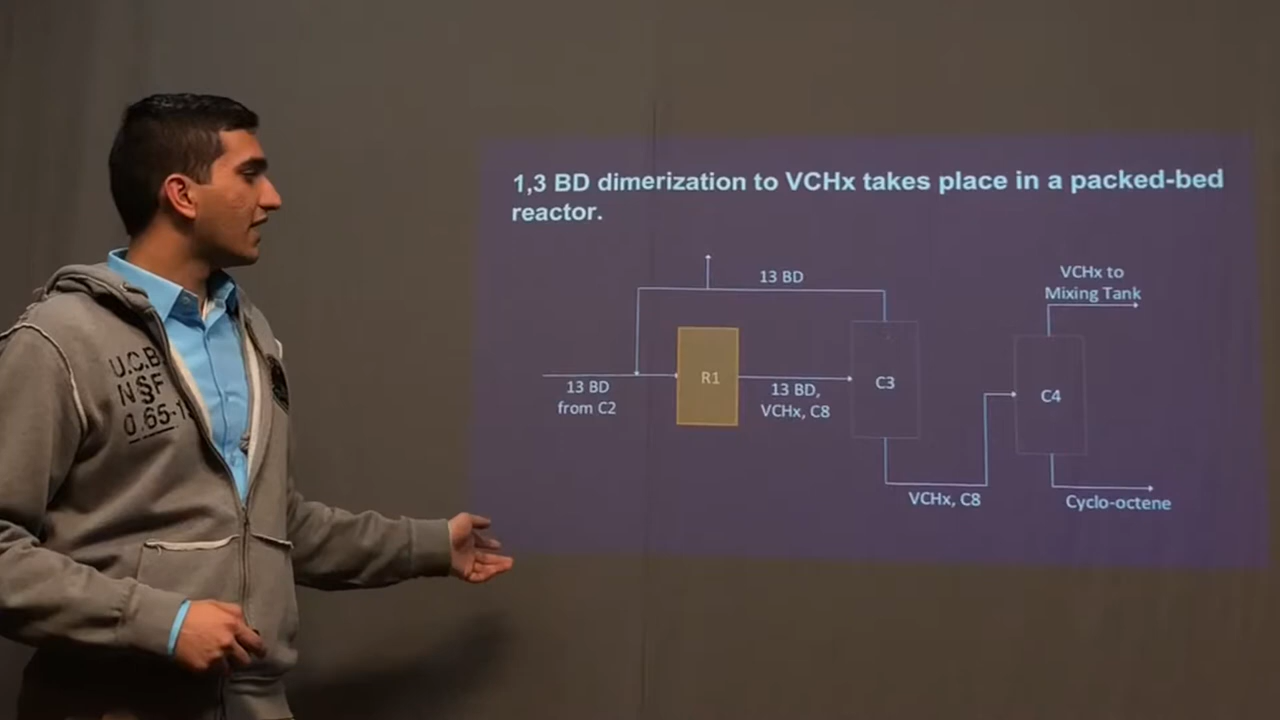 1,3 BD dimerization to VCHx takes place in a packed-bed
reactor.
13 BD
VCHx to
Mixing Tank
R1
C3
C4
13 BD
from C2
13 BD,
VCHx, C8
VCHx, C8
Cyclo-octene
U.C.B
N§F